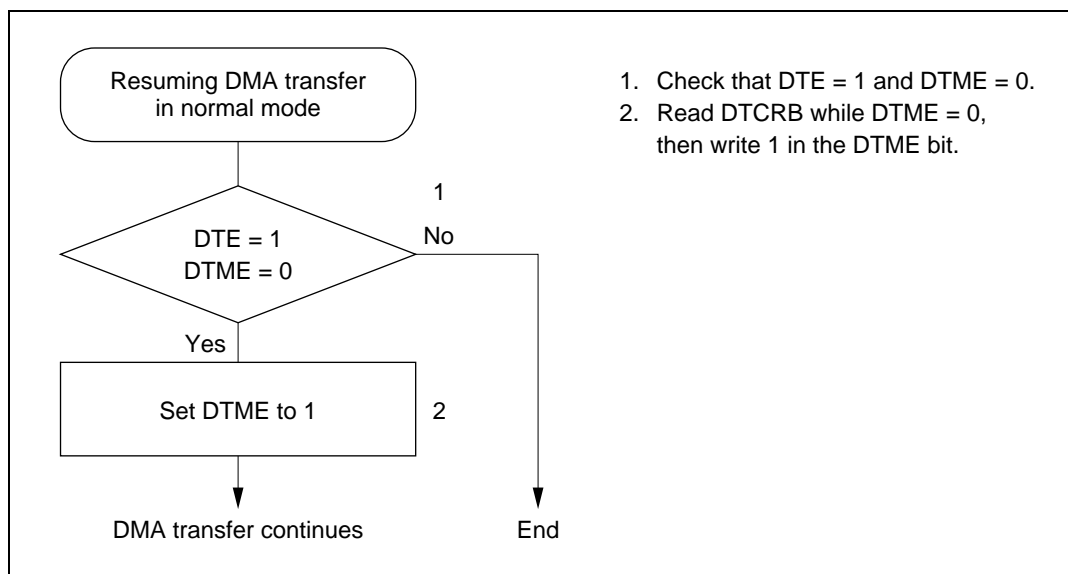 Resuming DMA transfer
in normal mode
1. Check that DTE = 1 and DTME = 0.
2. Read DTCRB while DTME = 0,
then write 1 in the DTME bit.
1
DTE = 1
DTME = 0
No
Yes
Set DTME to 1
2
DMA transfer continues
End